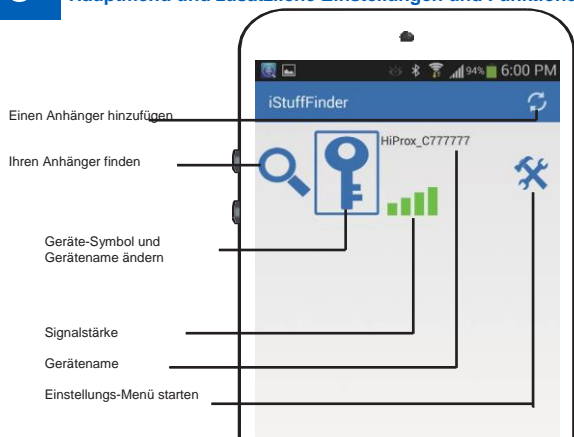 Hauptmenü und zusätzliche Einstellungen und Funktionen
94% 6:00 PM
iStuffFinder
Einen Anhänger hinzufügen
HiProx_C777777
Ihren Anhänger finden
Geräte-Symbol und
Gerätename ändern
Signalstärke
Gerätename
Einstellungs-Menü starten